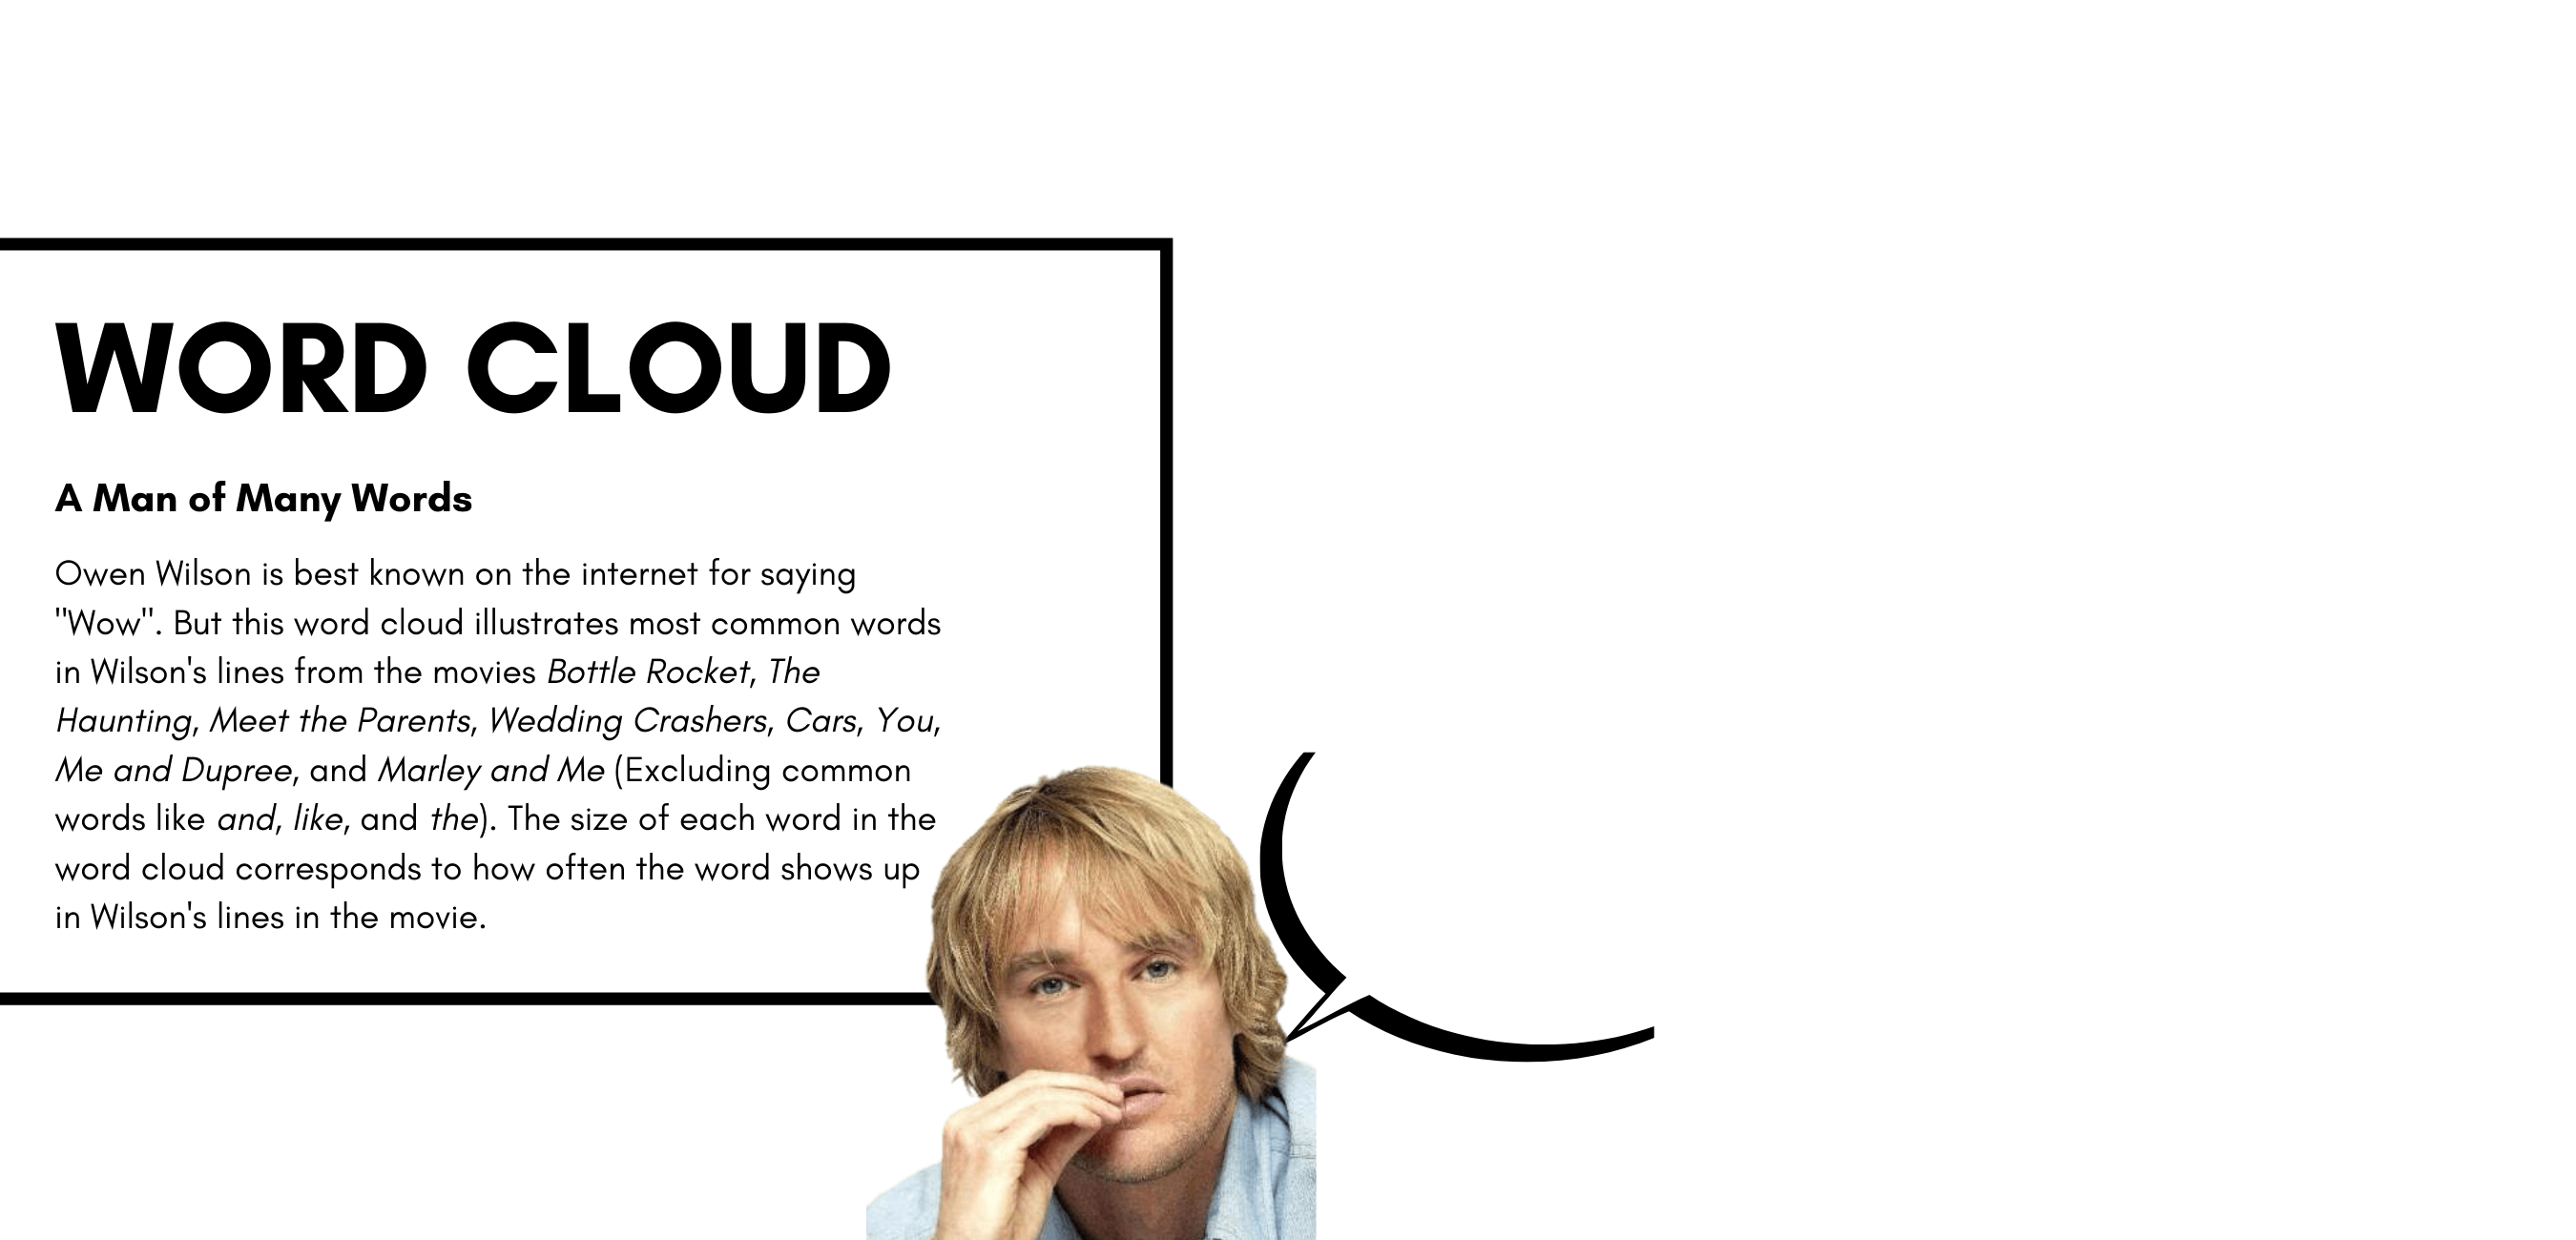 WORD CLOUD
A Man of Many Words
Owen Wilson is best known on the internet for saying
"Wow". But this word cloud illustrates most common words
in Wilson's lines from the movies Bottle Rocket, The
Haunting, Meet the Parents, Wedding Crashers, Cars, You,
Me and Dupree, and Marley and Me (Excluding common
words like and, like, and the). The size of each word in the
word cloud corresponds to how often the word shows up
in Wilson's lines in the movie.